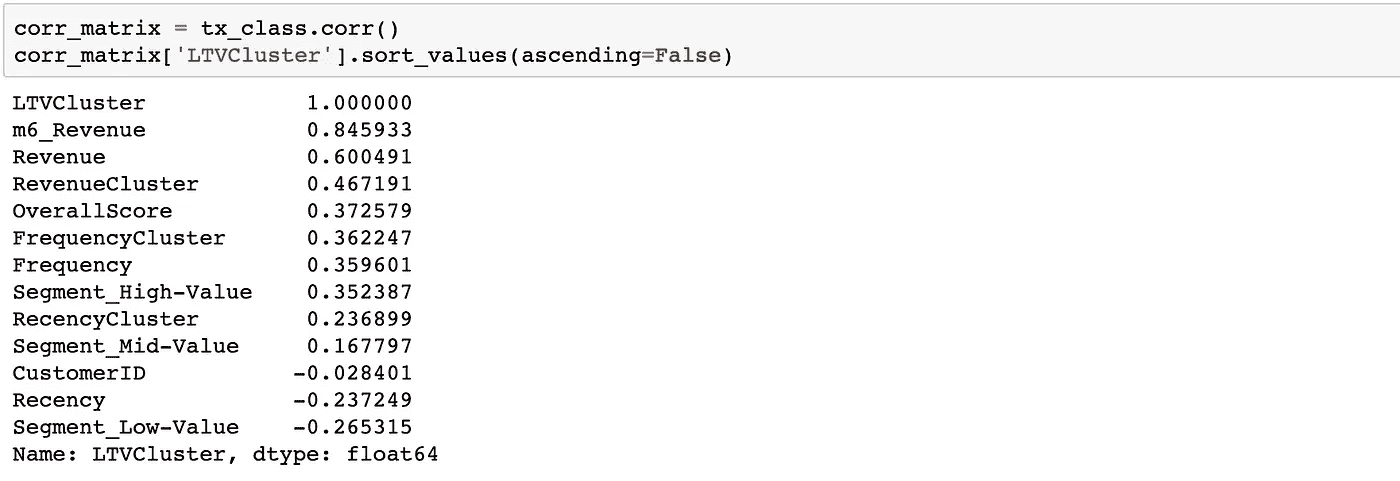 corr_matrix = tx_class.corr()
corr_matrix['LTVCluster'].sort_values(ascending=False)
LTVCluster 1.000000
m6_Revenue 0.845933
Revenue 0.600491
RevenueCluster 0.467191
OverallScore 0.372579
FrequencyCluster 0.362247
Frequency 0.359601
Segment_High-Value 0.352387
RecencyCluster 0.236899
Segment_Mid-Value 0.167797
CustomerID -0.028401
Recency -0.237249
Segment_Low-Value -0.265315
Name: LTVCluster, dtype: float64